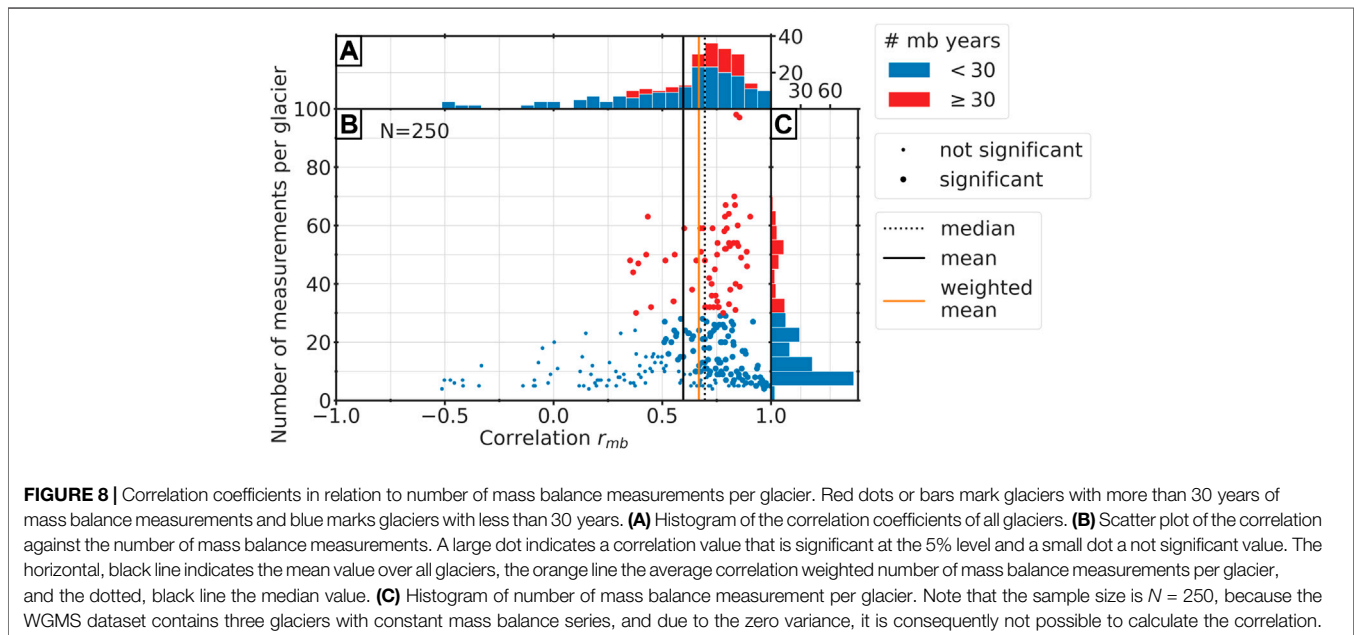 A
40
20
30 60
# mb years
< 30
≥ 30
not significant
significant
median
mean
weighted
mean
Number of measurements per glacier
100
80
60
40
20
0
B
N=250
C
−1.0
−0.5
0.0
0.5
1.0
Correlation r_mb
FIGURE 8 | Correlation coefficients in relation to number of mass balance measurements per glacier. Red dots or bars mark glaciers with more than 30 years of
mass balance measurements and blue marks glaciers with less than 30 years. (A) Histogram of the correlation coefficients of all glaciers. (B) Scatter plot of the correlation
against the number of mass balance measurements. A large dot indicates a correlation value that is significant at the 5% level and a small dot a not significant value. The
horizontal, black line indicates the mean value over all glaciers, the orange line the average correlation weighted number of mass balance measurements per glacier,
and the dotted, black line the median value. (C) Histogram of number of mass balance measurement per glacier. Note that the sample size is N = 250, because the
WGMS dataset contains three glaciers with constant mass balance series, and due to the zero variance, it is consequently not possible to calculate the correlation.